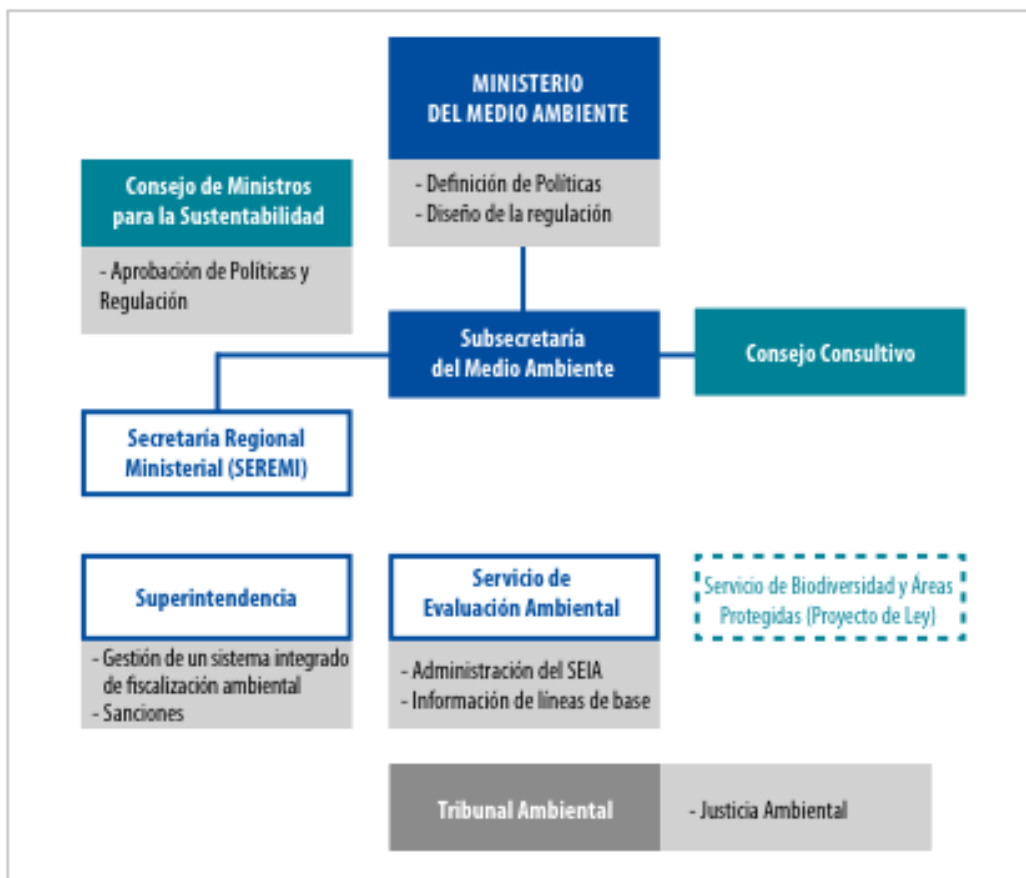 MINISTERIO
DEL MEDIO AMBIENTE
- Definición de Políticas
- Diseño de la regulación
Consejo de Ministros
para la Sustentabilidad
- Aprobación de Políticas y
Regulación
Subsecretaría
del Medio Ambiente
Consejo Consultivo
Secretaría Regional
Ministerial (SEREMI)
Superintendencia
- Gestión de un sistema integrado
de fiscalización ambiental
- Sanciones
Servicio de
Evaluación Ambiental
- Administración del SEIA
- Información de líneas de base
Servicio de Biodiversidad y Áreas
Protegidas (Proyecto de Ley)
Tribunal Ambiental
- Justicia Ambiental